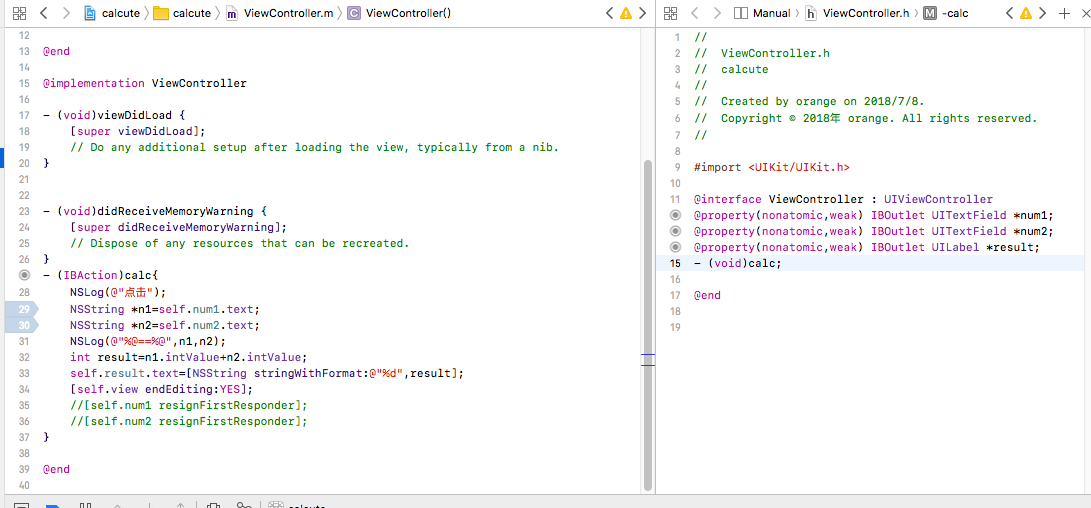 calcute calcute ViewController.m ViewController()
12
13 @end
14
15 @implementation ViewController
16
17 - (void)viewDidLoad {
18 [super viewDidLoad];
19 // Do any additional setup after loading the view, typically from a nib.
20 }
21
22
23 - (void)didReceiveMemoryWarning {
24 [super didReceiveMemoryWarning];
25 // Dispose of any resources that can be recreated.
26 }
- (IBAction)calc{
28 NSLog(@"点击");
29 NSString *n1=self.num1.text;
30 NSString *n2=self.num2.text;
31 NSLog(@"%@==%@",n1,n2);
32 int result=n1.intValue+n2.intValue;
33 self.result.text=[NSString stringWithFormat:@"%d",result];
34 [self.view endEditing:YES];
35 //[self.num1 resignFirstResponder];
36 //[self.num2 resignFirstResponder];
37 }
38
39 @end
40
Manual ViewController.h M -calc
1 //
2 // ViewController.h
3 // calcute
4 //
5 // Created by orange on 2018/7/8.
6 // Copyright © 2018年 orange. All rights reserved.
7 //
8
9 #import <UIKit/UIKit.h>
10
11 @interface ViewController : UIViewController
@property(nonatomic,weak) IBOutlet UITextField *num1;
@property(nonatomic,weak) IBOutlet UITextField *num2;
@property(nonatomic,weak) IBOutlet UILabel *result;
15 - (void)calc;
16
17 @end
18
19